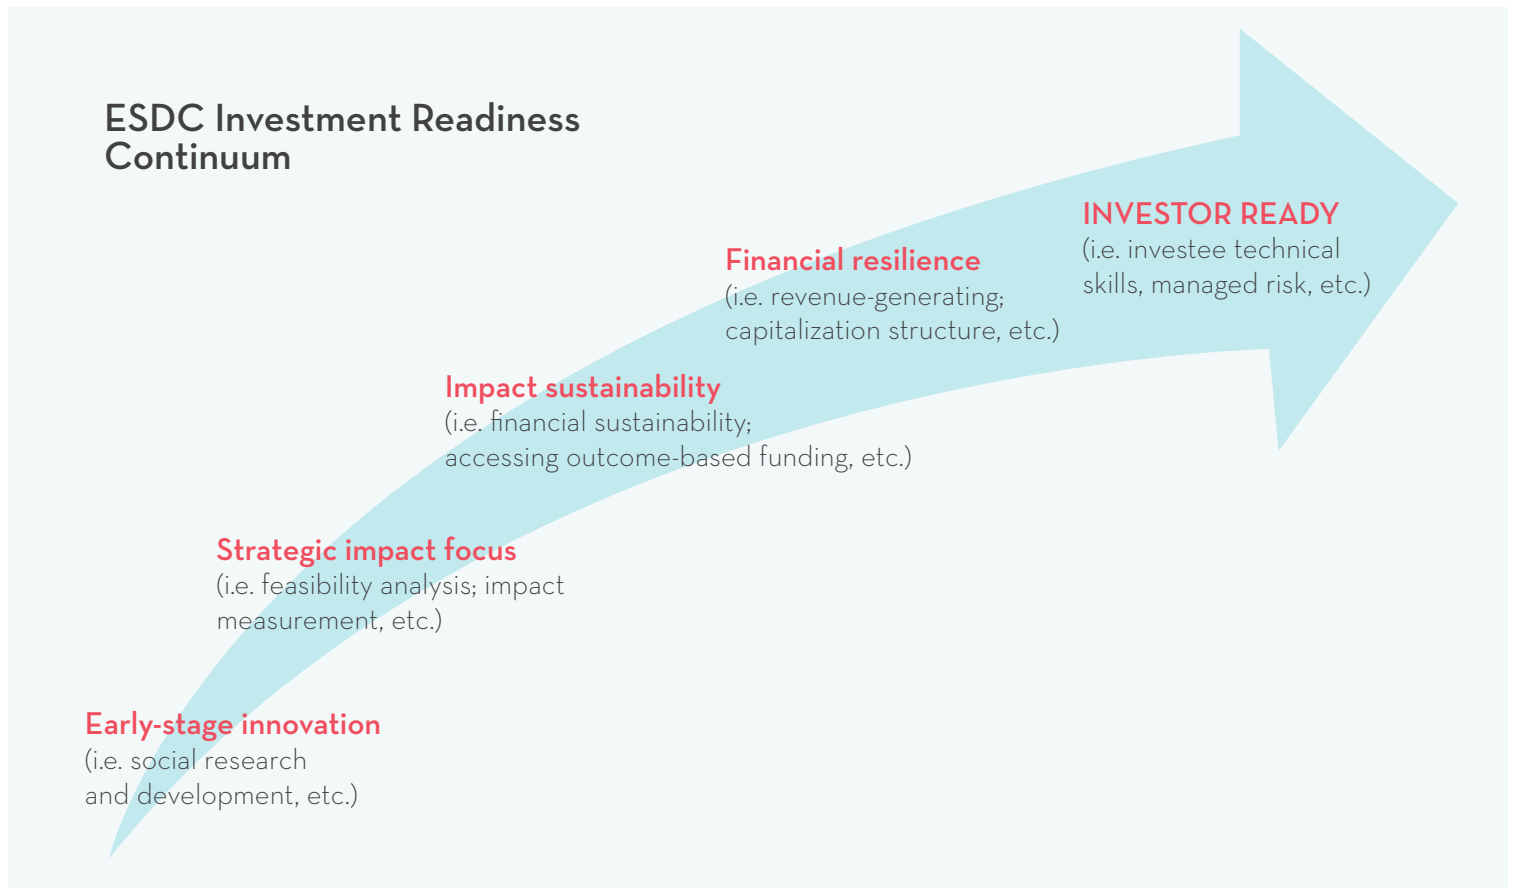 ESDC Investment Readiness
Continuum
INVESTOR READY
(i.e. investee technical
skills, managed risk, etc.)
Financial resilience
(i.e. revenue-generating;
capitalization structure, etc.)
Impact sustainability
(i.e. financial sustainability;
accessing outcome-based funding, etc.)
Strategic impact focus
(i.e. feasibility analysis; impact
measurement, etc.)
Early-stage innovation
(i.e. social research
and development, etc.)